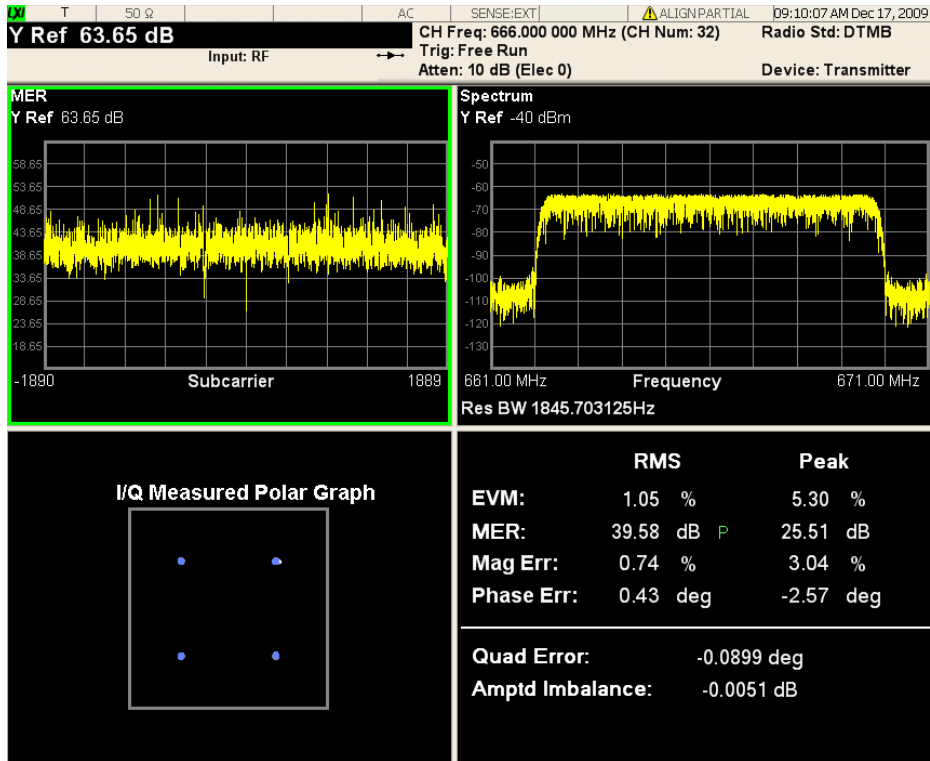 LXI T 50 Ω AC SENSE:EXT ALIGN PARTIAL 09:10:07 AM Dec 17, 2009
Y Ref 63.65 dB
Input: RF
CH Freq: 666.000 000 MHz (CH Num: 32)
Trig: Free Run
Atten: 10 dB (Elec 0)
Radio Std: DTMB
Device: Transmitter
MER
Y Ref 63.65 dB
58.65
53.65
48.65
43.65
38.65
33.65
28.65
23.65
18.65
-1890 Subcarrier 1889
Spectrum
Y Ref -40 dBm
-50
-60
-70
-80
-90
-100
-110
-120
-130
661.00 MHz Frequency 671.00 MHz
Res BW 1845.703125Hz
I/Q Measured Polar Graph
RMS Peak
EVM: 1.05 % 5.30 %
MER: 39.58 dB P 25.51 dB
Mag Err: 0.74 % 3.04 %
Phase Err: 0.43 deg -2.57 deg
Quad Error: -0.0899 deg
Amptd Imbalance: -0.0051 dB